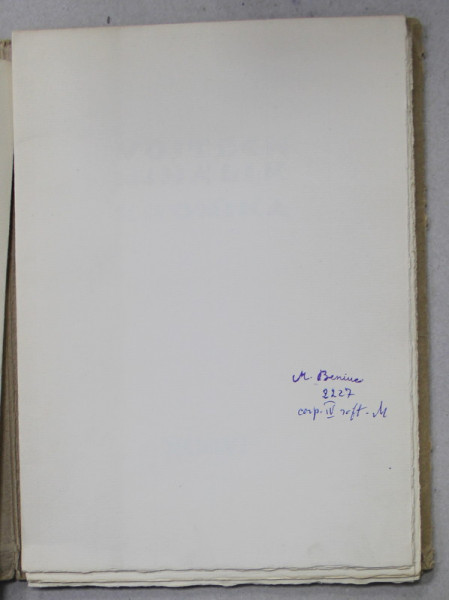 M. Beniuc
2227
corp. IV raft. M